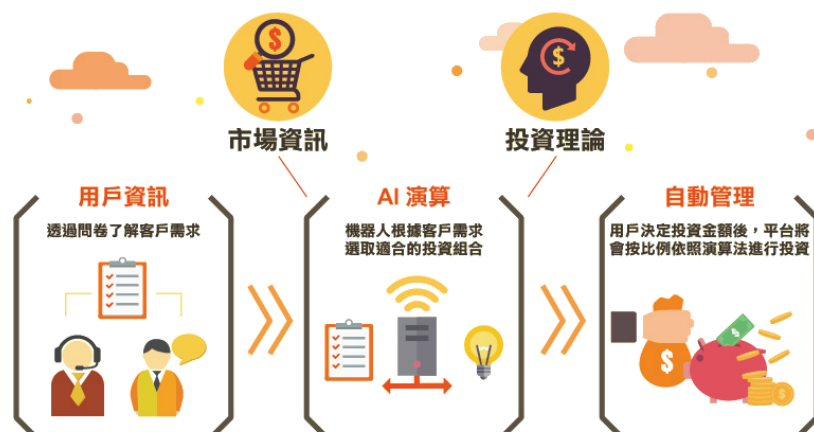 市場資訊
投資理論
用戶資訊
透過問卷了解客戶需求
AI 演算
機器人根據客戶需求
選取適合的投資組合
自動管理
用戶決定投資金額後，平台將
會按比例依照演算法進行投資